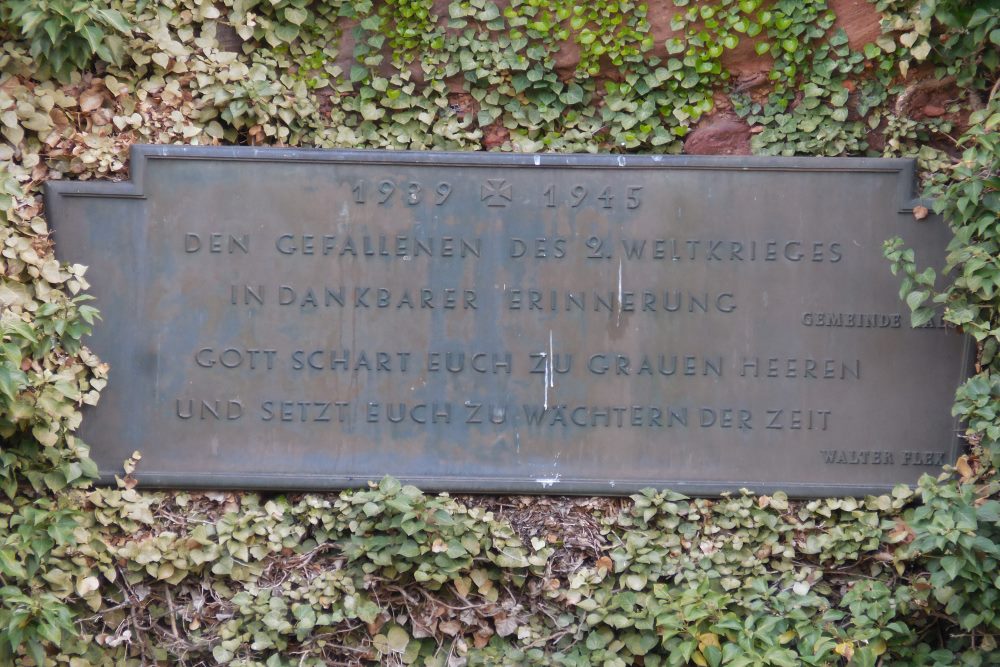 1939 ✠ 1945
DEN GEFALLENEN DES 2. WELTKRIEGES
IN DANKBARER ERINNERUNG
GEMEINDE
GOTT SCHART EUCH ZU GRAUEN HEEREN
UND SETZT EUCH ZU WÄCHTERN DER ZEIT
WALTER FLEX